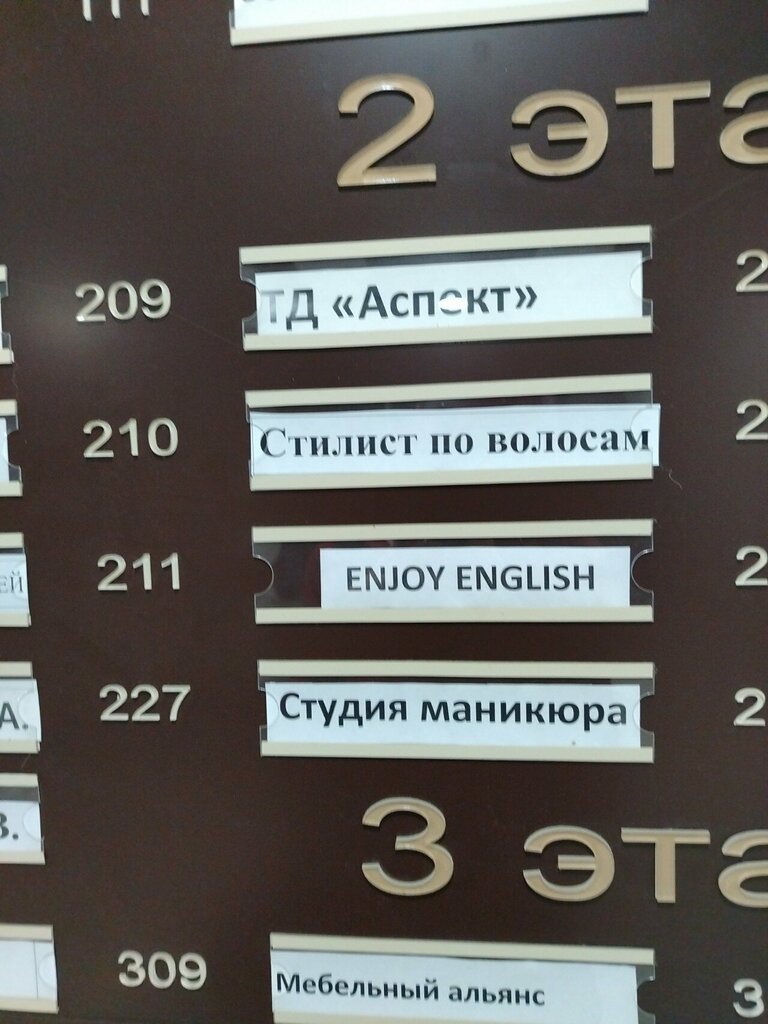 2 эта
209 ТД «Аспект»
210 Стилист по волосам
211 ENJOY ENGLISH
227 Студия маникюра
3 эта
309 Мебельный альянс